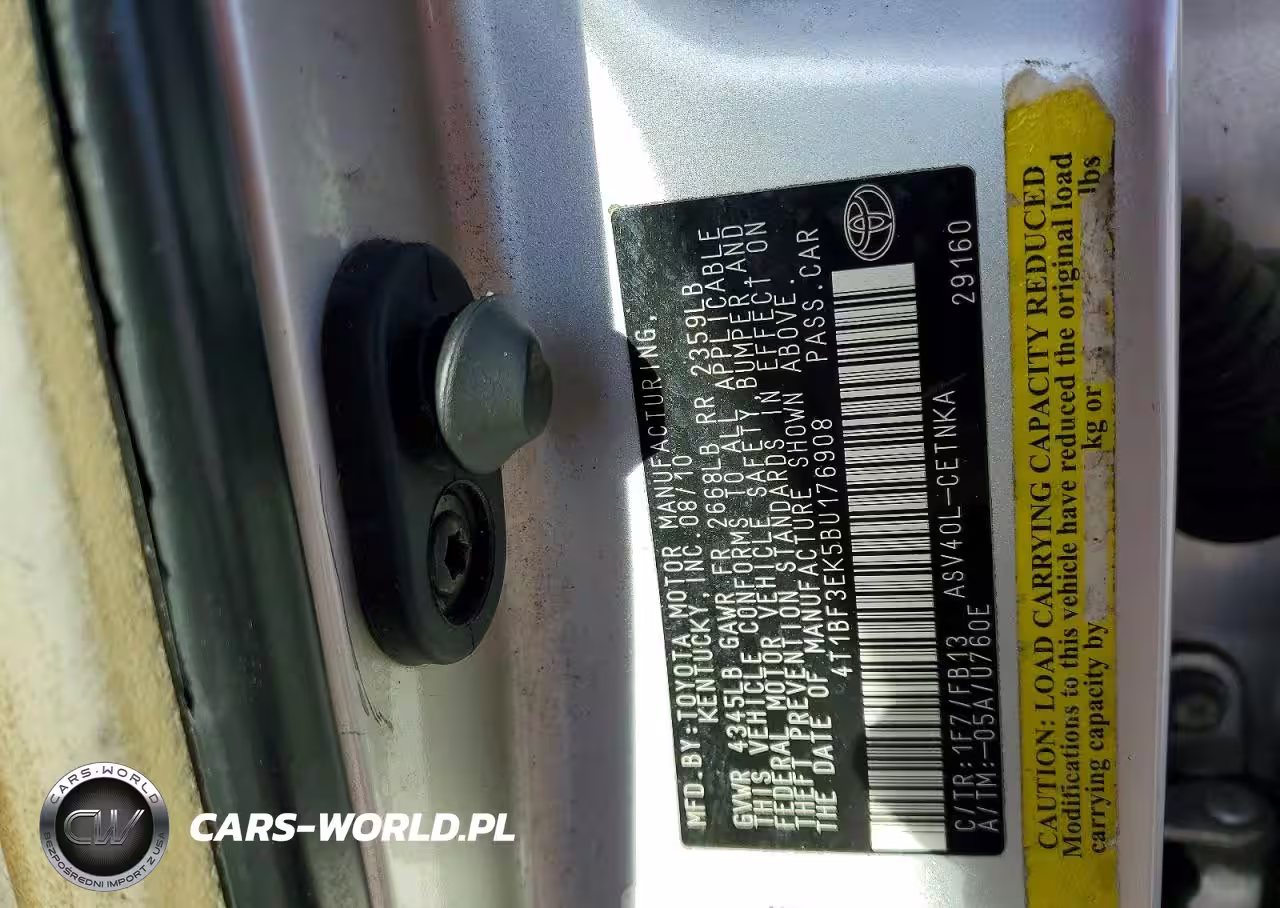 MFD.BY:TOYOTA MOTOR MANUFACTURING,
KENTUCKY,INC.08/10
GVWR 4345LB GAWR FR 2668LB RR 2359LB
THIS VEHICLE CONFORMS TO ALL APPLICABLE
FEDERAL MOTOR VEHICLE SAFETY, BUMPER, AND
THEFT PREVENTION STANDARDS IN EFFECT ON
THE DATE OF MANUFACTURE SHOWN ABOVE.
4T1BF3EK5BU176908 PASS.CAR
C/TR:1F7/FB13 ASV40L-CETNKA 29160
A/TM:-05A/U760E
CAUTION: LOAD CARRYING CAPACITY REDUCED
Modifications to this vehicle have reduced the original load
carrying capacity by kg or lbs
CARS-WORLD
CW
BEZPOŚREDNI IMPORT Z USA
CARS-WORLD.PL